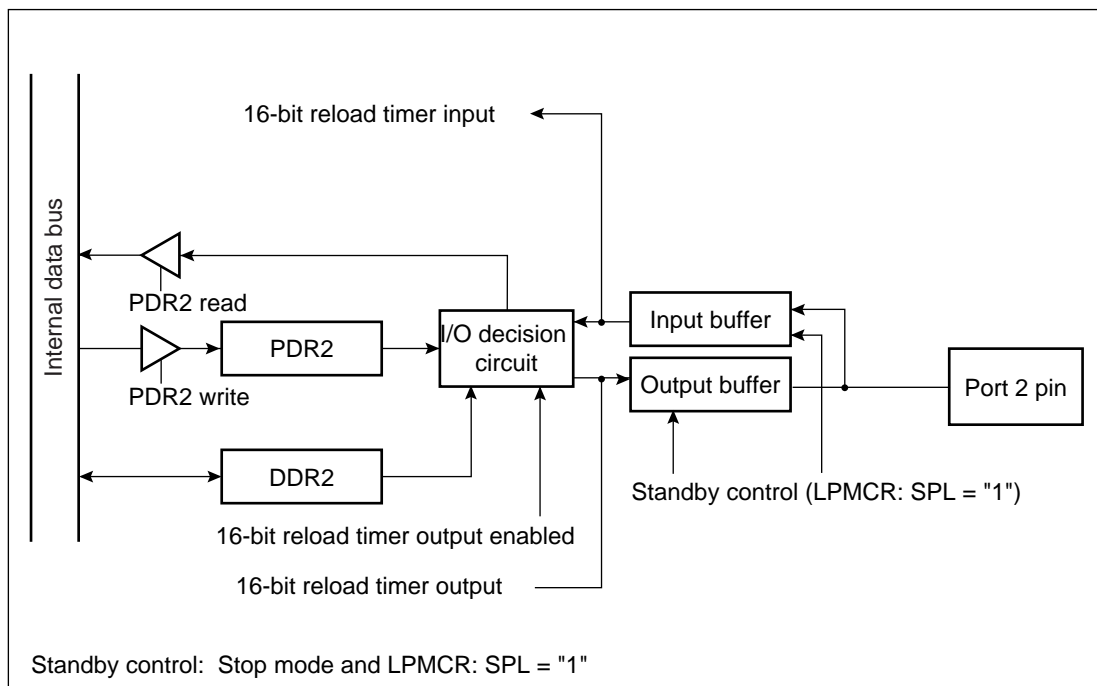 16-bit reload timer input
Internal data bus
PDR2 read
I/O decision
circuit
Input buffer
PDR2
PDR2 write
Output buffer
Port 2 pin
DDR2
Standby control (LPMCR: SPL = "1")
16-bit reload timer output enabled
16-bit reload timer output
Standby control:  Stop mode and LPMCR: SPL = "1"